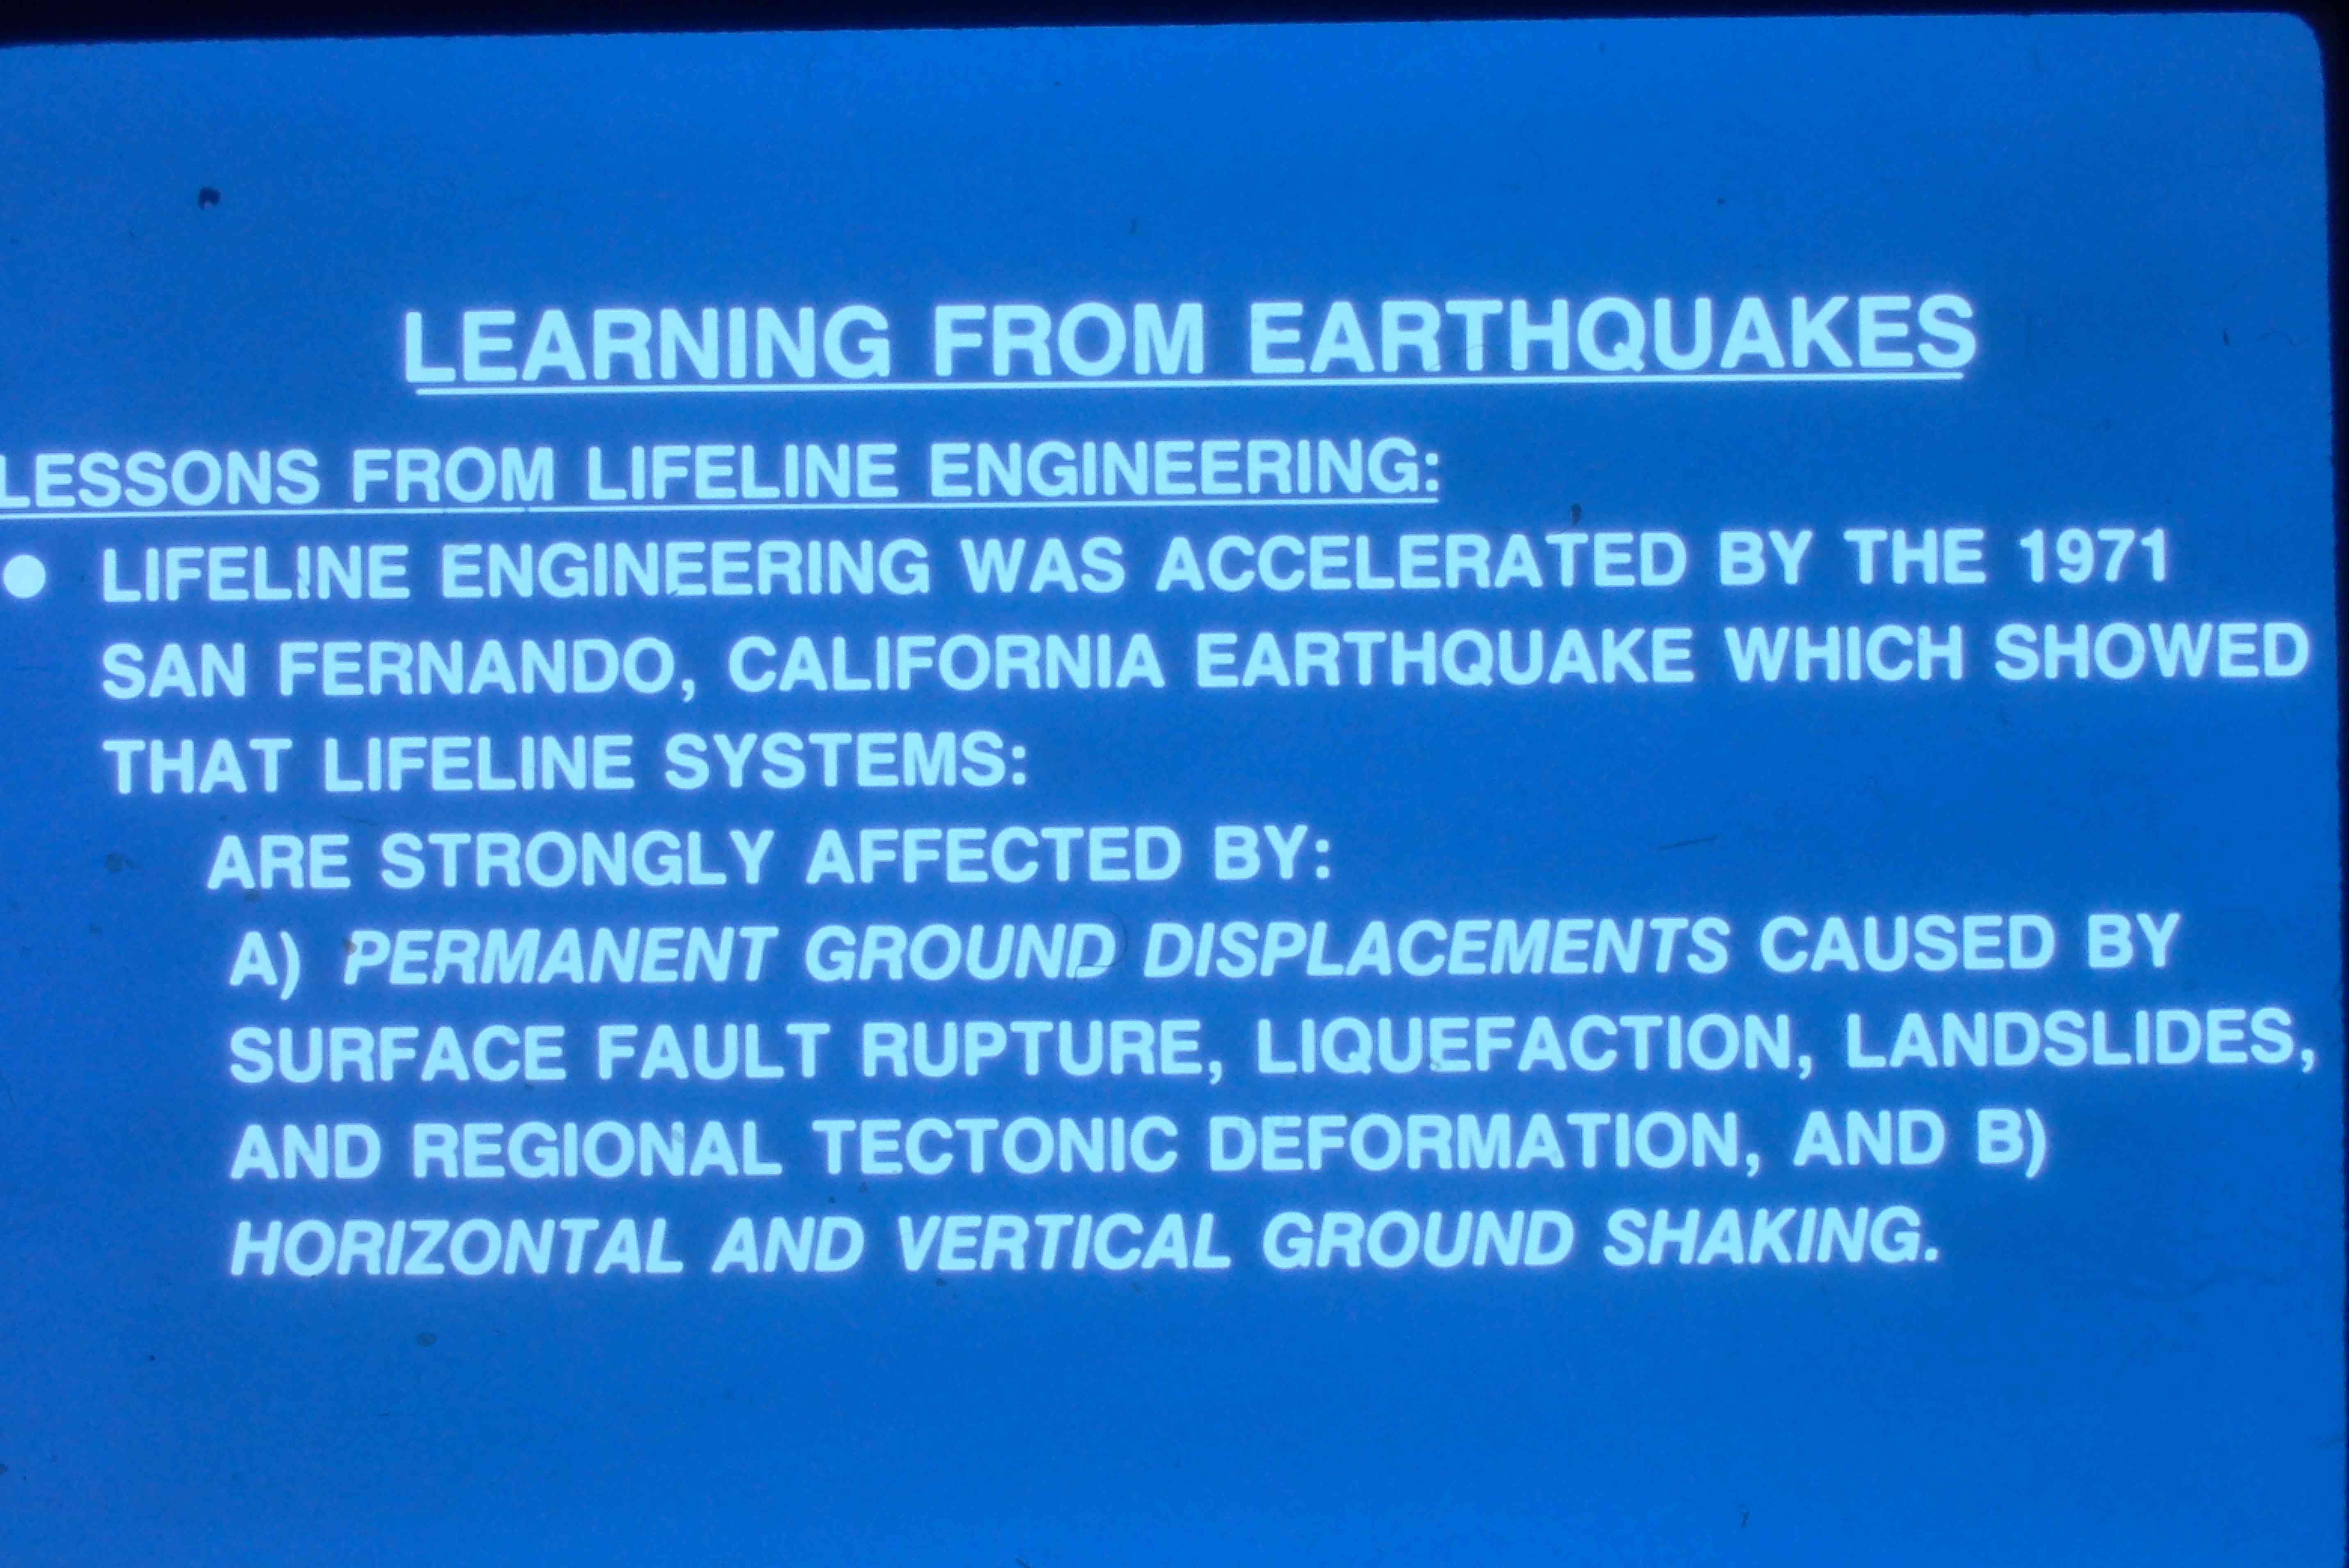 LEARNING FROM EARTHQUAKES
LESSONS FROM LIFELINE ENGINEERING:
● LIFELINE ENGINEERING WAS ACCELERATED BY THE 1971
SAN FERNANDO, CALIFORNIA EARTHQUAKE WHICH SHOWED
THAT LIFELINE SYSTEMS:
ARE STRONGLY AFFECTED BY:
A) PERMANENT GROUND DISPLACEMENTS CAUSED BY
SURFACE FAULT RUPTURE, LIQUEFACTION, LANDSLIDES,
AND REGIONAL TECTONIC DEFORMATION, AND B)
HORIZONTAL AND VERTICAL GROUND SHAKING.